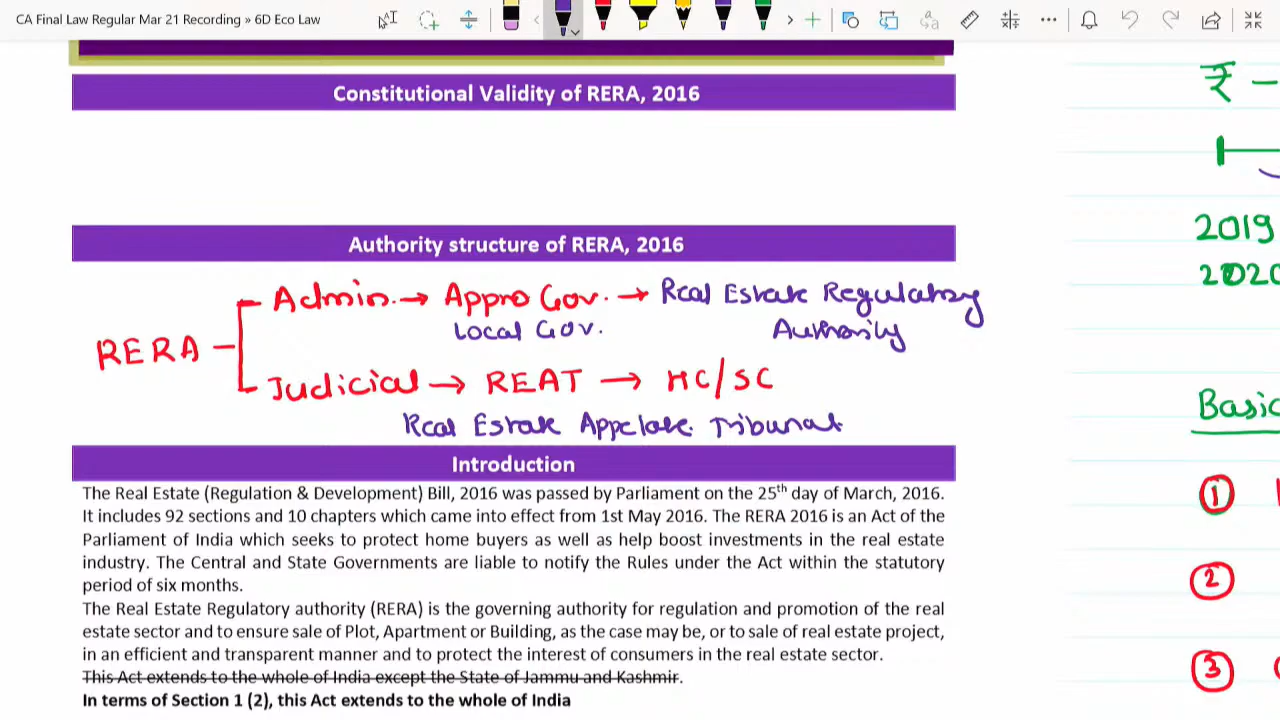 CA Final Law Regular Mar 21 Recording » 6D Eco Law
Constitutional Validity of RERA, 2016
Authority structure of RERA, 2016
Admin. → Appro Gov. → Real Estate Regulatory
Local Gov. Authority
RERA
Judicial → REAT → HC/SC
Real Estate Appelate Tribunal
Introduction
The Real Estate (Regulation & Development) Bill, 2016 was passed by Parliament on the 25th day of March, 2016.
It includes 92 sections and 10 chapters which came into effect from 1st May 2016. The RERA 2016 is an Act of the
Parliament of India which seeks to protect home buyers as well as help boost investments in the real estate
industry. The Central and State Governments are liable to notify the Rules under the Act within the statutory
period of six months.
The Real Estate Regulatory authority (RERA) is the governing authority for regulation and promotion of the real
estate sector and to ensure sale of Plot, Apartment or Building, as the case may be, or to sale of real estate project,
in an efficient and transparent manner and to protect the interest of consumers in the real estate sector.
This Act extends to the whole of India except the State of Jammu and Kashmir.
In terms of Section 1 (2), this Act extends to the whole of India
₹ –
2019
2020
Basic
1
2
3